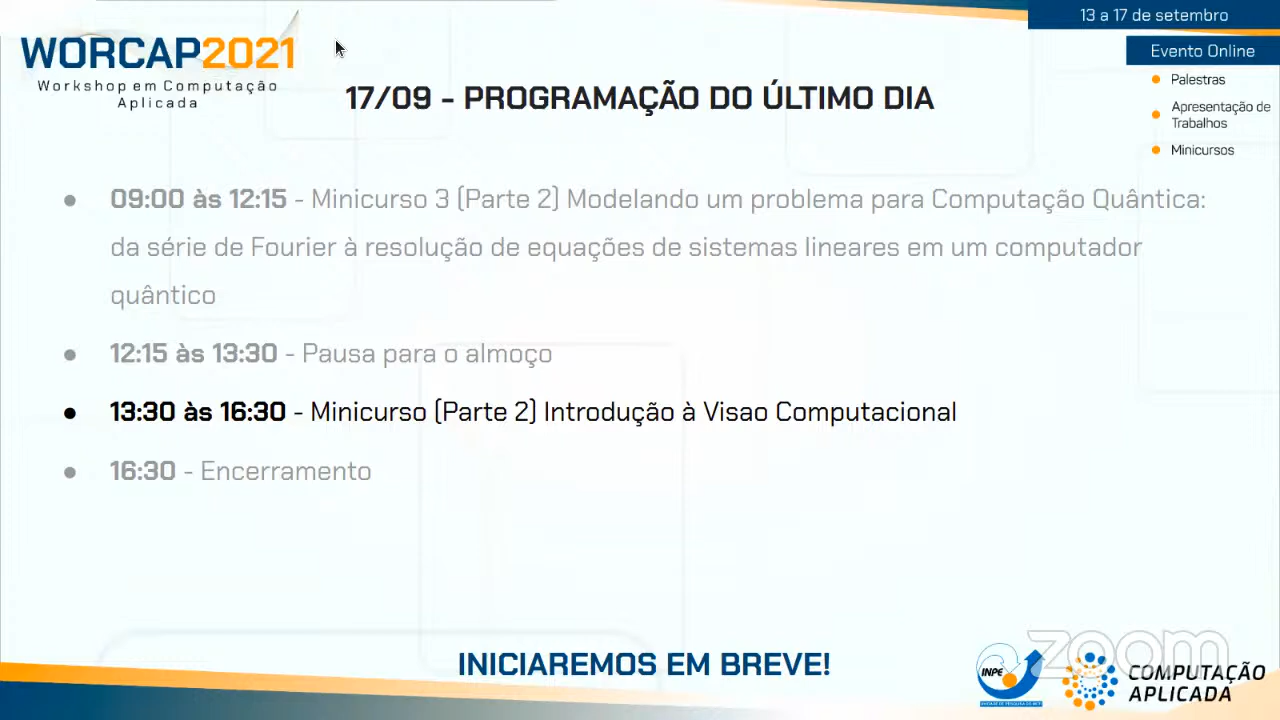 WORCAP2021
Workshop em Computação
Aplicada
13 a 17 de setembro
Evento Online
Palestras
Apresentação de
Trabalhos
Minicursos
17/09 - PROGRAMAÇÃO DO ÚLTIMO DIA
● 09:00 às 12:15 - Minicurso 3 (Parte 2) Modelando um problema para Computação Quântica:
da série de Fourier à resolução de equações de sistemas lineares em um computador
quântico
● 12:15 às 13:30 - Pausa para o almoço
● 13:30 às 16:30 - Minicurso (Parte 2) Introdução à Visao Computacional
● 16:30 - Encerramento
INICIAREMOS EM BREVE!
INPE
zoom
COMPUTAÇÃO
APLICADA